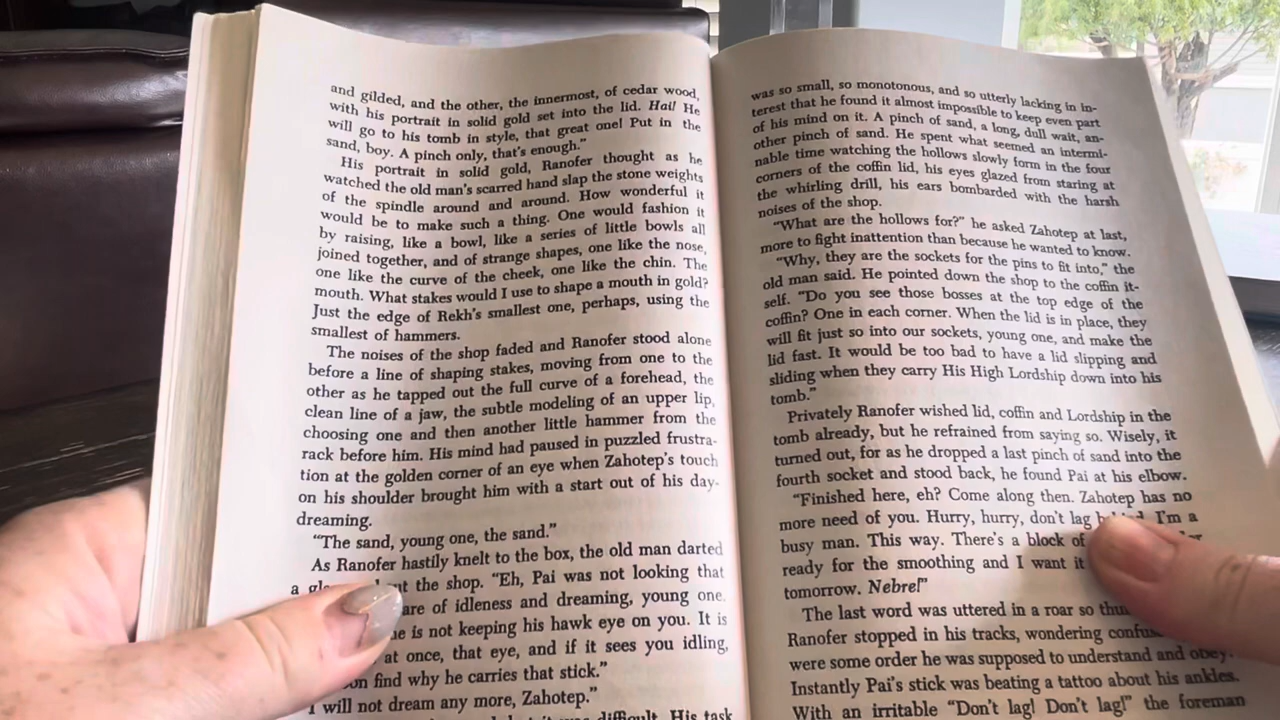 and gilded, and the other, the innermost, of cedar wood,
with his portrait in solid gold set into the lid. Hail! He
will go to his tomb in style, that great one! Put in the
sand, boy. A pinch only, that's enough."
His portrait in solid gold, Ranofer thought as he
watched the old man's scarred hand slap the stone weights
of the spindle around and around. How wonderful it
would be to make such a thing. One would fashion it
by raising, like a bowl, like a series of little bowls all
joined together, and of strange shapes, one like the nose,
one like the curve of the cheek, one like the chin. The
mouth. What stakes would I use to shape a mouth in gold?
Just the edge of Rekh's smallest one, perhaps, using the
smallest of hammers.
The noises of the shop faded and Ranofer stood alone
before a line of shaping stakes, moving from one to the
other as he tapped out the full curve of a forehead, the
clean line of a jaw, the subtle modeling of an upper lip,
choosing one and then another little hammer from the
rack before him. His mind had paused in puzzled frustra-
tion at the golden corner of an eye when Zahotep's touch
on his shoulder brought him with a start out of his day-
dreaming.
"The sand, young one, the sand."
As Ranofer hastily knelt to the box, the old man darted
a the shop. "Eh, Pai was not looking that
of idleness and dreaming, young one.
is not keeping his hawk eye on you. It is
at once, that eye, and if it sees you idling,
find why he carries that stick."
I will not dream any more, Zahotep."
difficult. His task
was so small, so monotonous, and so utterly lacking in in-
terest that he found it almost impossible to keep even part
of his mind on it. A pinch of sand, a long, dull wait, an-
other pinch of sand. He spent what seemed an intermi-
nable time watching the hollows slowly form in the four
corners of the coffin lid, his eyes glazed from staring at
the whirling drill, his ears bombarded with the harsh
noises of the shop.
"What are the hollows for?" he asked Zahotep at last,
more to fight inattention than because he wanted to know.
"Why, they are the sockets for the pins to fit into," the
old man said. He pointed down the shop to the coffin it-
self. "Do you see those bosses at the top edge of the
coffin? One in each corner. When the lid is in place, they
will fit just so into our sockets, young one, and make the
lid fast. It would be too bad to have a lid slipping and
sliding when they carry His High Lordship down into his
tomb."
Privately Ranofer wished lid, coffin and Lordship in the
tomb already, but he refrained from saying so. Wisely, it
turned out, for as he dropped a last pinch of sand into the
fourth socket and stood back, he found Pai at his elbow.
"Finished here, eh? Come along then. Zahotep has no
more need of you. Hurry, hurry, don't lag I'm a
busy man. This way. There's a block of
ready for the smoothing and I want it
tomorrow. Nebre!"
The last word was uttered in a roar so
Ranofer stopped in his tracks, wondering
were some order he was supposed to understand and obey.
Instantly Pai's stick was beating a tattoo about his ankles.
With an irritable "Don't lag! Don't lag!" the foreman